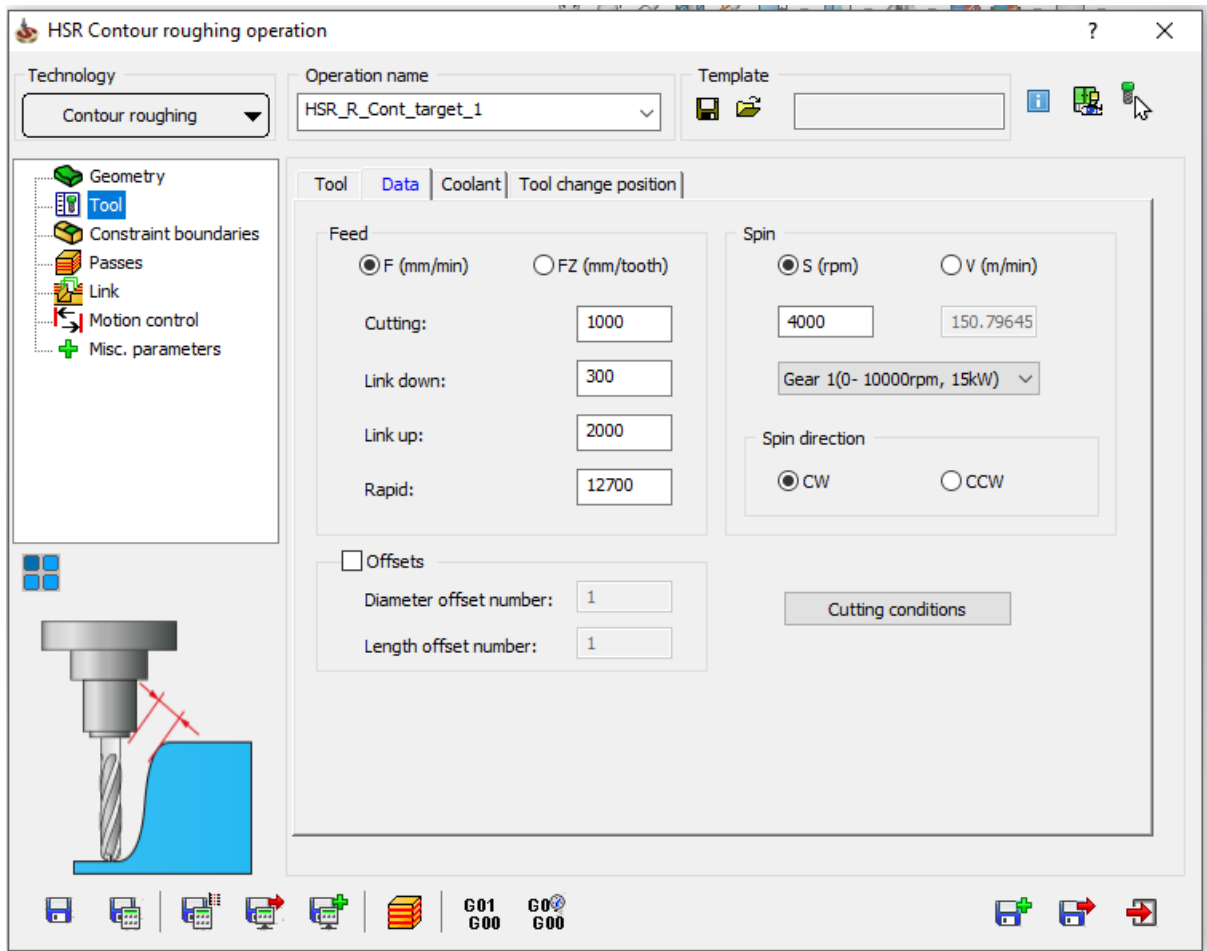 HSR Contour roughing operation
?
Technology
Contour roughing
Operation name
HSR_R_Cont_target_1
Template
Geometry
Tool
Constraint boundaries
Passes
Link
Motion control
Misc. parameters
Tool Data Coolant Tool change position
Feed
F (mm/min) FZ (mm/tooth)
Cutting: 1000
Link down: 300
Link up: 2000
Rapid: 12700
Spin
S (rpm) V (m/min)
4000 150.79645
Gear 1(0- 10000rpm, 15kW)
Spin direction
CW CCW
Offsets
Diameter offset number: 1
Length offset number: 1
Cutting conditions
G01 G00
G00